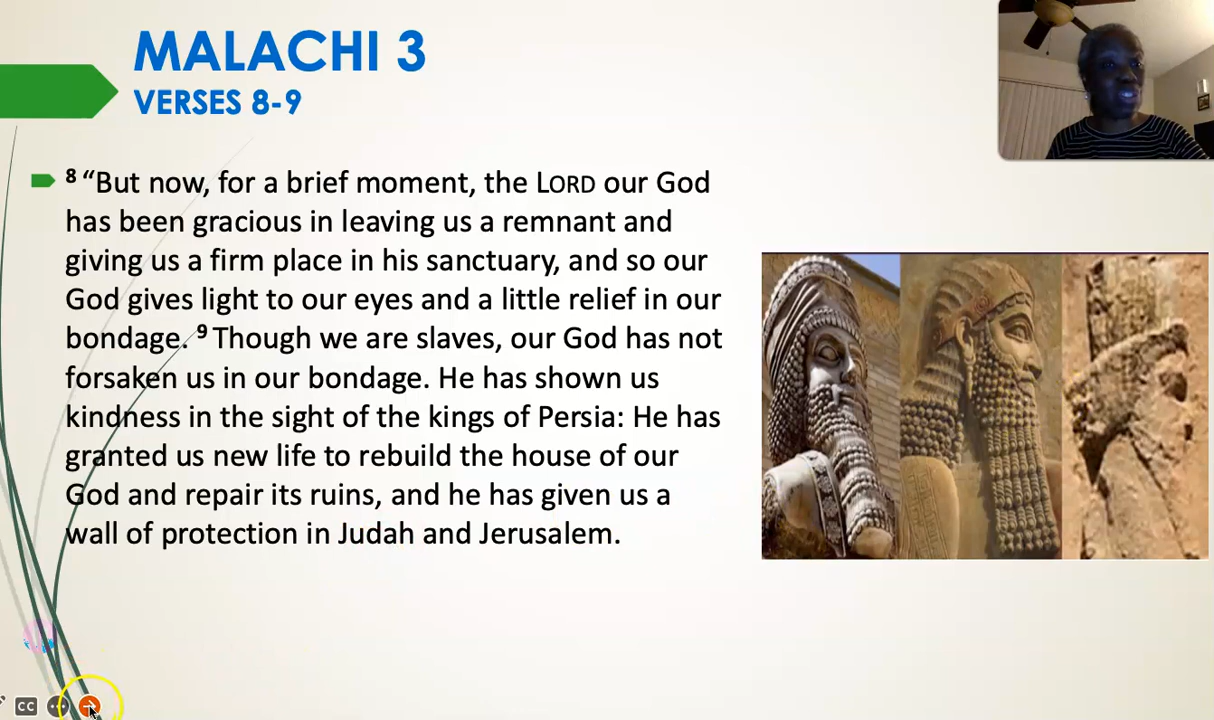 MALACHI 3
VERSES 8-9
8 “But now, for a brief moment, the LORD our God
has been gracious in leaving us a remnant and
giving us a firm place in his sanctuary, and so our
God gives light to our eyes and a little relief in our
bondage. 9 Though we are slaves, our God has not
forsaken us in our bondage. He has shown us
kindness in the sight of the kings of Persia: He has
granted us new life to rebuild the house of our
God and repair its ruins, and he has given us a
wall of protection in Judah and Jerusalem.
CC